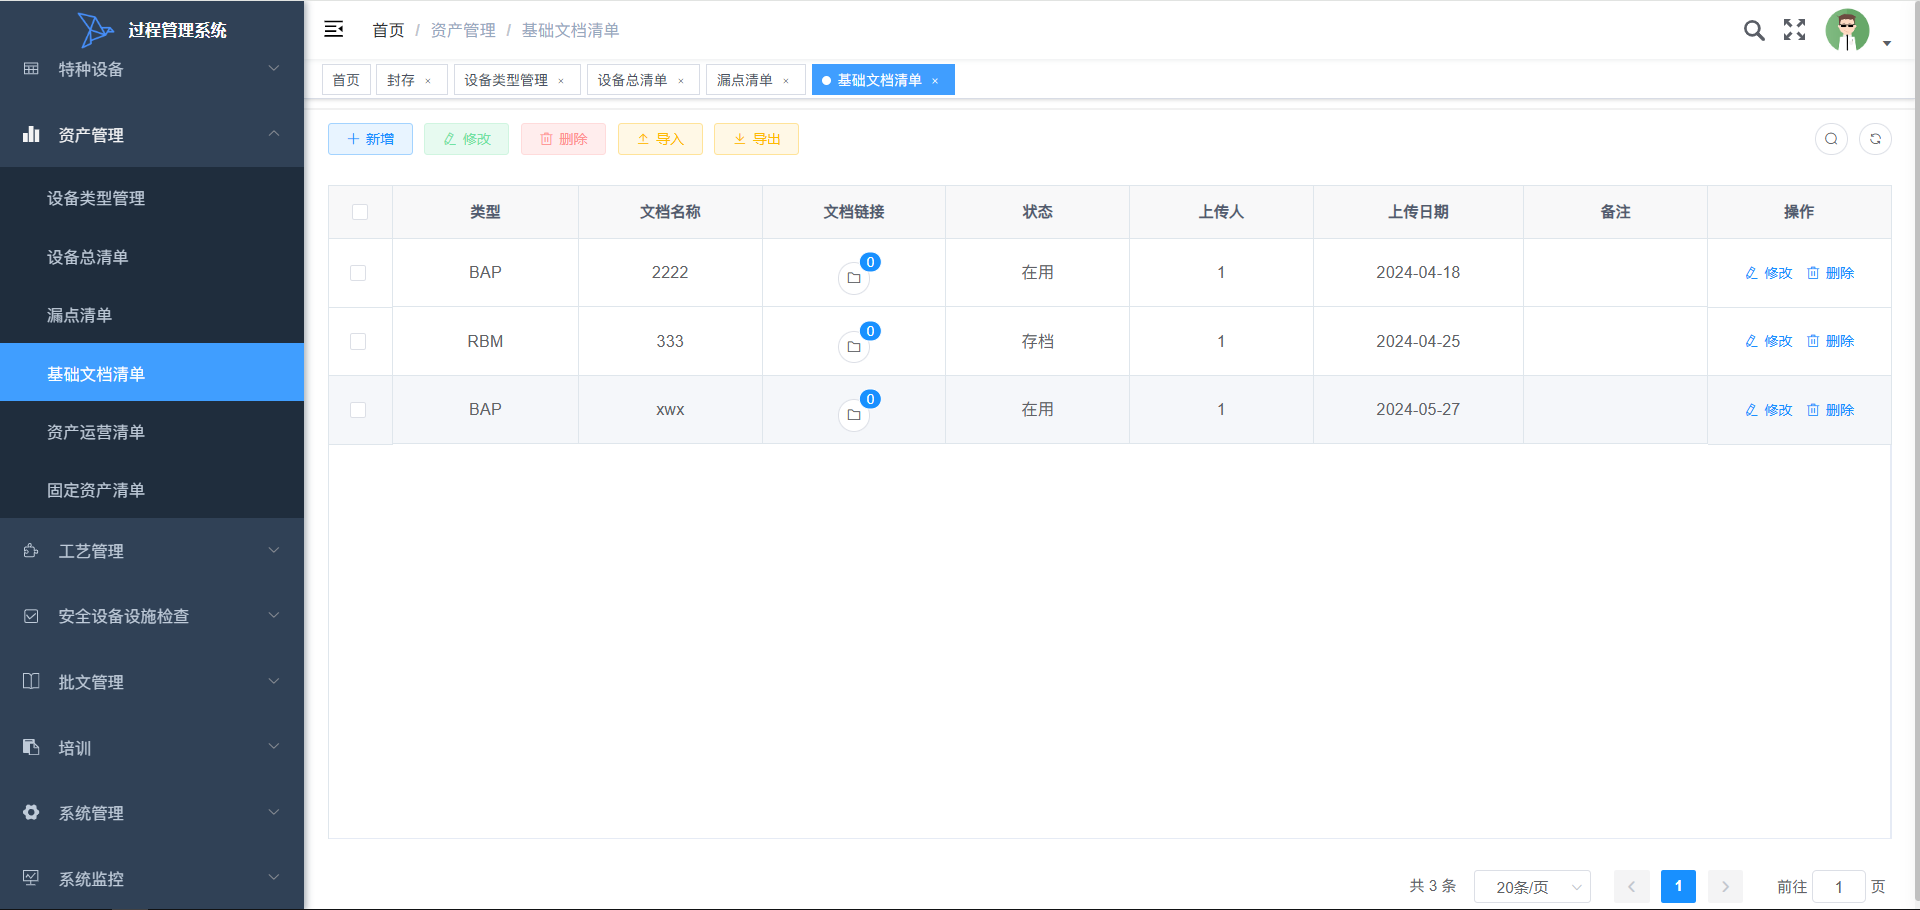 过程管理系统
特种设备
资产管理
设备类型管理
设备总清单
漏点清单
基础文档清单
资产运营清单
固定资产清单
工艺管理
安全设备设施检查
批文管理
培训
系统管理
系统监控
首页 / 资产管理 / 基础文档清单
首页 封存 × 设备类型管理 × 设备总清单 × 漏点清单 × 基础文档清单 ×
新增 修改 删除 导入 导出
类型 文档名称 文档链接 状态 上传人 上传日期 备注 操作
BAP 2222 0 在用 1 2024-04-18 修改 删除
RBM 333 0 存档 1 2024-04-25 修改 删除
BAP xwx 0 在用 1 2024-05-27 修改 删除
共 3 条 20条/页 1 前往 1 页